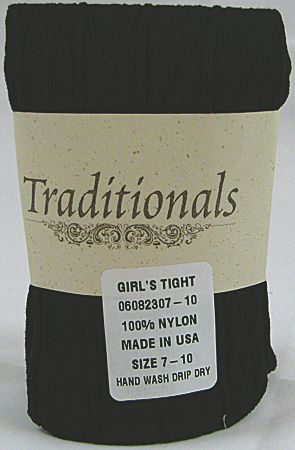 Traditionals
GIRL'S TIGHT
06082307-10
100% NYLON
MADE IN USA
SIZE 7-10
HAND WASH DRIP DRY